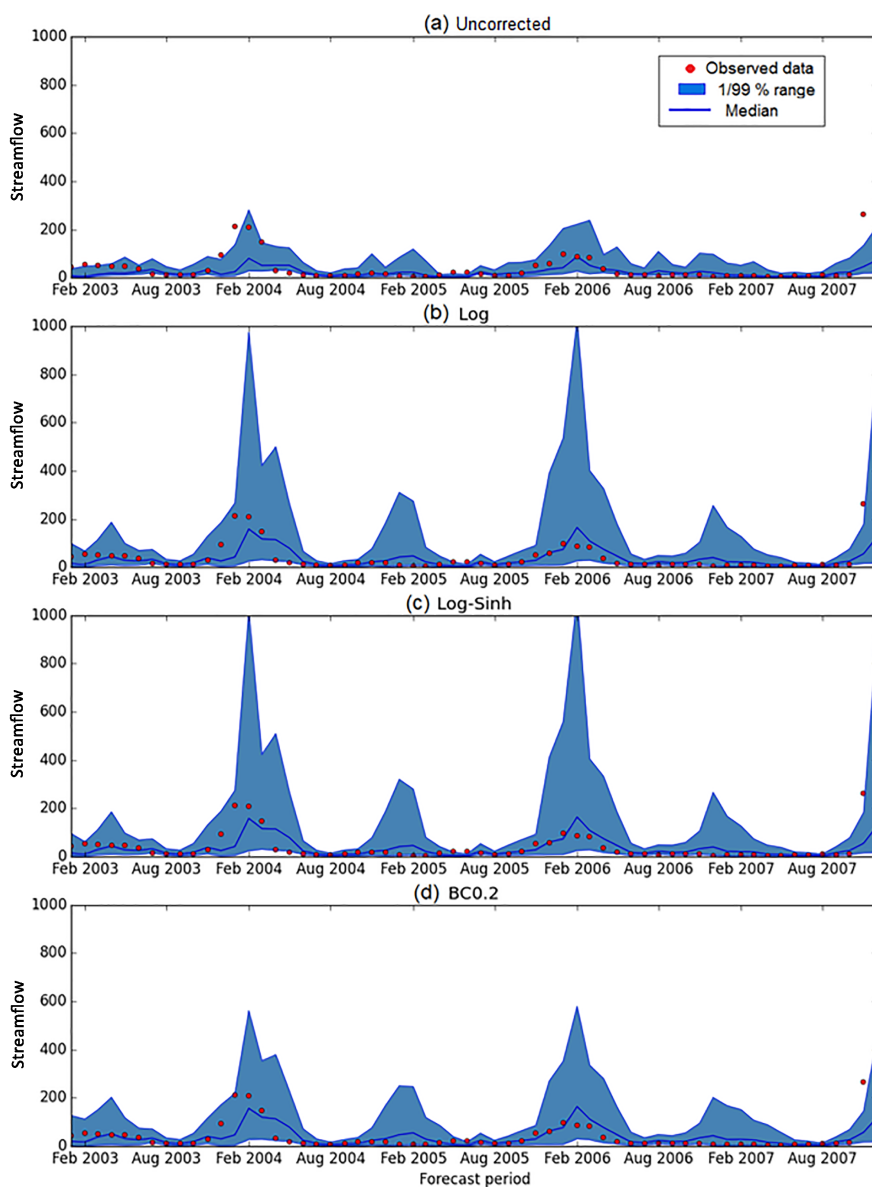 (a) Uncorrected
1000
800
600
400
200
0
Streamflow
Observed data
1/99 % range
Median
Feb 2003 Aug 2003 Feb 2004 Aug 2004 Feb 2005 Aug 2005 Feb 2006 Aug 2006 Feb 2007 Aug 2007
(b) Log
1000
800
600
400
200
0
Streamflow
Feb 2003 Aug 2003 Feb 2004 Aug 2004 Feb 2005 Aug 2005 Feb 2006 Aug 2006 Feb 2007 Aug 2007
(c) Log-Sinh
1000
800
600
400
200
0
Streamflow
Feb 2003 Aug 2003 Feb 2004 Aug 2004 Feb 2005 Aug 2005 Feb 2006 Aug 2006 Feb 2007 Aug 2007
(d) BC0.2
1000
800
600
400
200
0
Streamflow
Feb 2003 Aug 2003 Feb 2004 Aug 2004 Feb 2005 Aug 2005 Feb 2006 Aug 2006 Feb 2007 Aug 2007
Forecast period